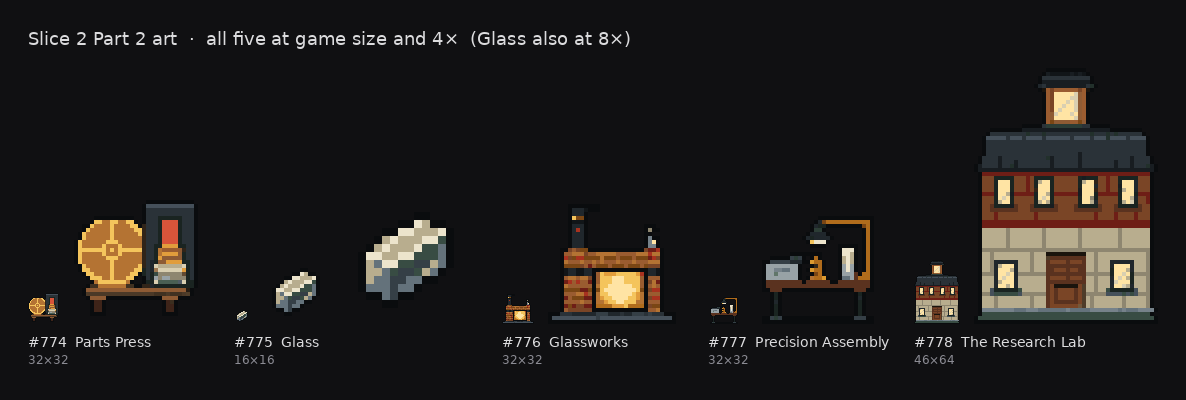 Slice 2 Part 2 art · all five at game size and 4× (Glass also at 8×)
#774 Parts Press
32×32
#775 Glass
16×16
#776 Glassworks
32×32
#777 Precision Assembly
32×32
#778 The Research Lab
46×64